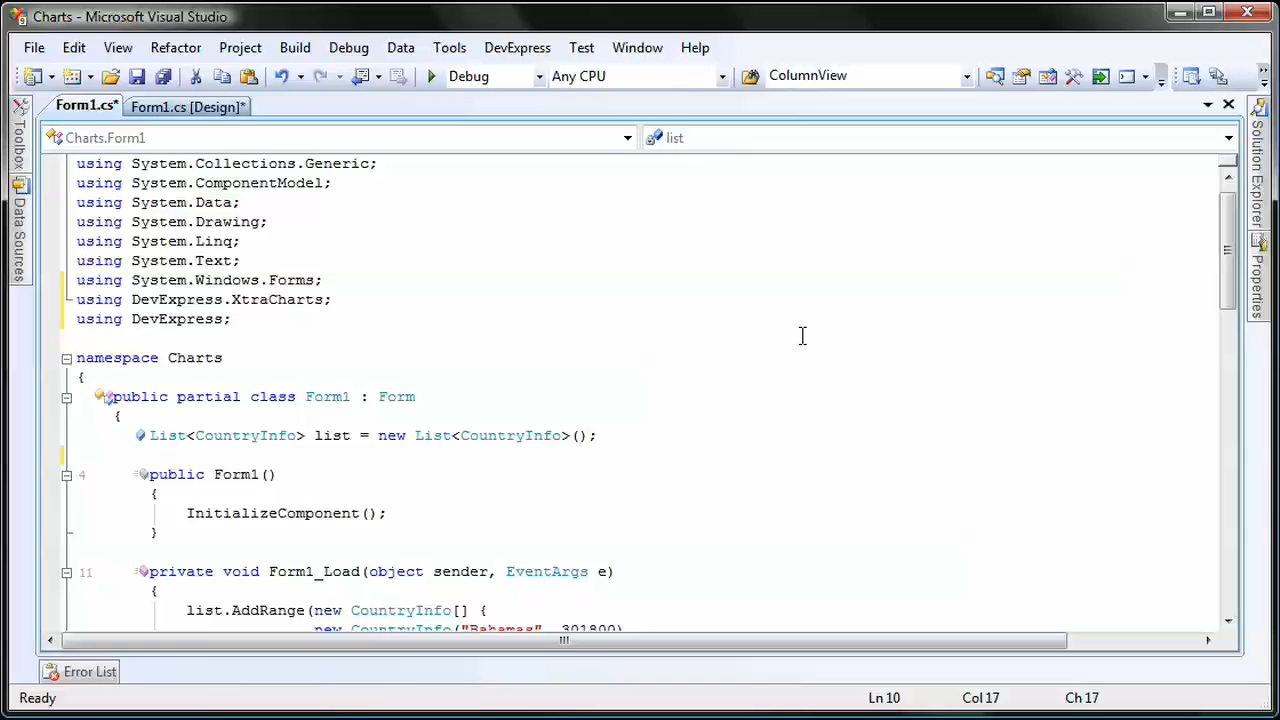 Charts - Microsoft Visual Studio
File Edit View Refactor Project Build Debug Data Tools DevExpress Test Window Help
Debug Any CPU ColumnView
Form1.cs* Form1.cs [Design]*
Charts.Form1 list
Toolbox
Data Sources
Solution Explorer
Properties
using System.Collections.Generic;
using System.ComponentModel;
using System.Data;
using System.Drawing;
using System.Linq;
using System.Text;
using System.Windows.Forms;
using DevExpress.XtraCharts;
using DevExpress;
namespace Charts
{
public partial class Form1 : Form
{
List<CountryInfo> list = new List<CountryInfo>();
4 public Form1()
{
InitializeComponent();
}
11 private void Form1_Load(object sender, EventArgs e)
{
list.AddRange(new CountryInfo[] {
new CountryInfo("Bahamas", 301800)
Error List
Ready Ln 10 Col 17 Ch 17